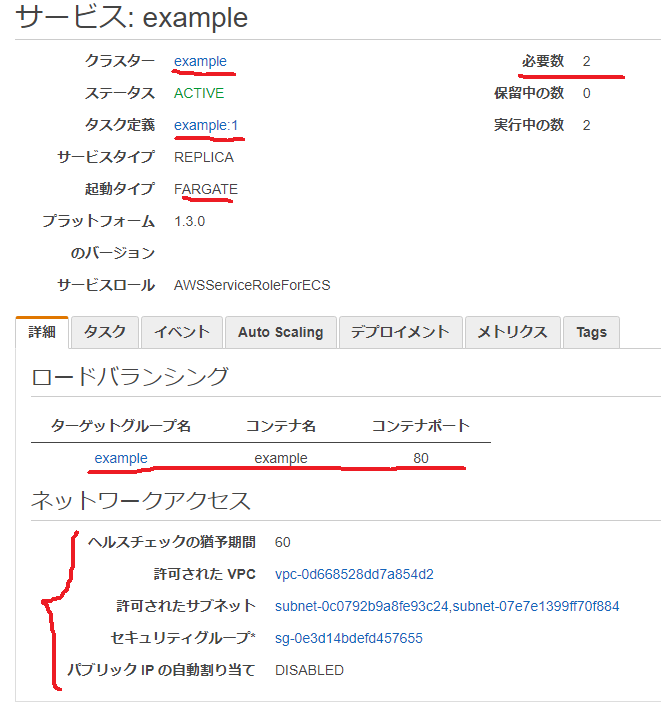 サービス: example
クラスター example 必要数 2
ステータス ACTIVE 保留中の数 0
タスク定義 example:1 実行中の数 2
サービスタイプ REPLICA
起動タイプ FARGATE
プラットフォーム 1.3.0
のバージョン
サービスロール AWSServiceRoleForECS
詳細 タスク イベント Auto Scaling デプロイメント メトリクス Tags
ロードバランシング
ターゲットグループ名 コンテナ名 コンテナポート
example example 80
ネットワークアクセス
ヘルスチェックの猶予期間 60
許可された VPC vpc-0d668528dd7a854d2
許可されたサブネット subnet-0c0792b9a8fe93c24,subnet-07e7e1399ff70f884
セキュリティグループ* sg-0e3d14bdefd457655
パブリック IP の自動割り当て DISABLED